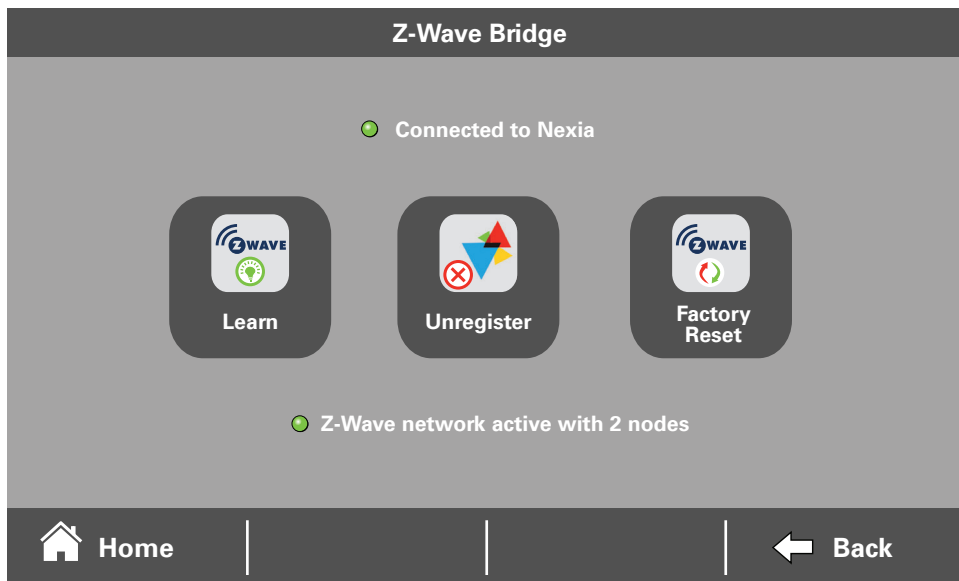 Z-Wave Bridge
Connected to Nexia
Z WAVE
Z WAVE
Learn
Unregister
Factory
Reset
Z-Wave network active with 2 nodes
Home
Back